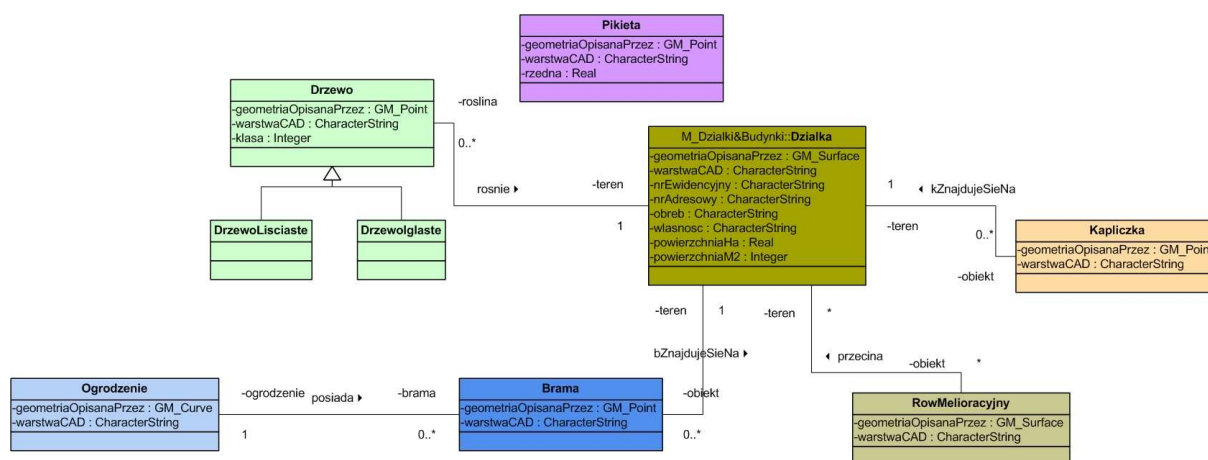 Pikieta
-geometriaOpisanaPrzez : GM_Point
-warstwaCAD : CharacterString
-rzedna : Real
Drzewo
-geometriaOpisanaPrzez : GM_Point
-warstwaCAD : CharacterString
-klasa : Integer
-roslina
0..*
rosnie
-teren
1
DrzewoLisciaste
DrzewoIglaste
M_Dzialki&Budynki::Dzialka
-geometriaOpisanaPrzez : GM_Surface
-warstwaCAD : CharacterString
-nrEwidencyjny : CharacterString
-nrAdresowy : CharacterString
-obreb : CharacterString
-wlasnosc : CharacterString
-powierzchniaHa : Real
-powierzchniaM2 : Integer
1
kZnajdujeSieNa
-teren
0..*
-obiekt
Kapliczka
-geometriaOpisanaPrzez : GM_Point
-warstwaCAD : CharacterString
-teren
1
-teren
*
bZnajdujeSieNa
przecina
-obiekt
*
Ogrodzenie
-geometriaOpisanaPrzez : GM_Curve
-warstwaCAD : CharacterString
-ogrodzenie
posiada
-brama
1
0..*
Brama
-geometriaOpisanaPrzez : GM_Point
-warstwaCAD : CharacterString
-obiekt
0..*
RowMelioracyjny
-geometriaOpisanaPrzez : GM_Surface
-warstwaCAD : CharacterString